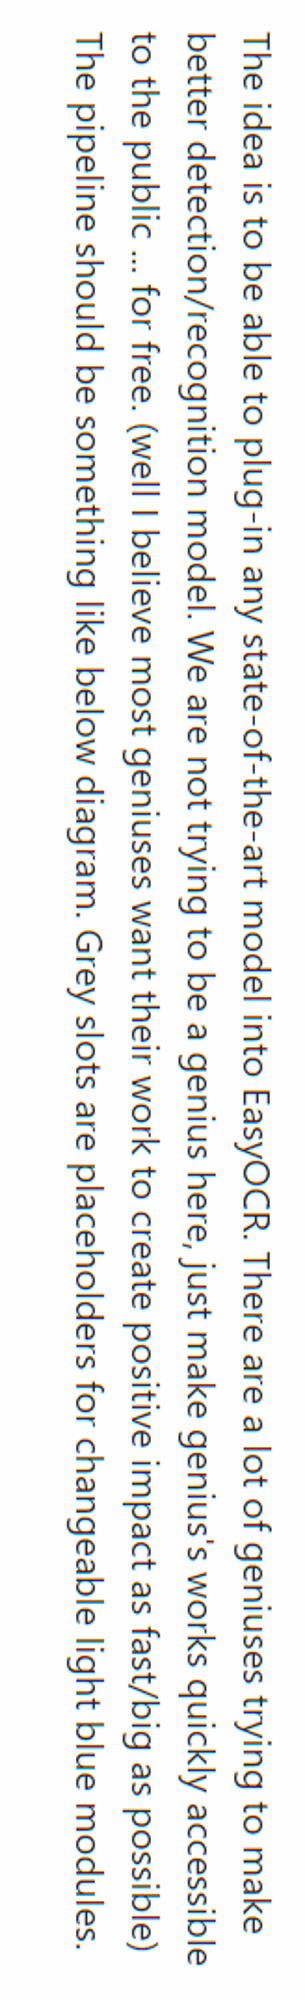 The idea is to be able to plug-in any state-of-the-art model into EasyOCR. There are a lot of geniuses trying to make
better detection/recognition model. We are not trying to be a genius here, just make genius's works quickly accessible
to the public ... for free. (well I believe most geniuses want their work to create positive impact as fast/big as possible)
The pipeline should be something like below diagram. Grey slots are placeholders for changeable light blue modules.